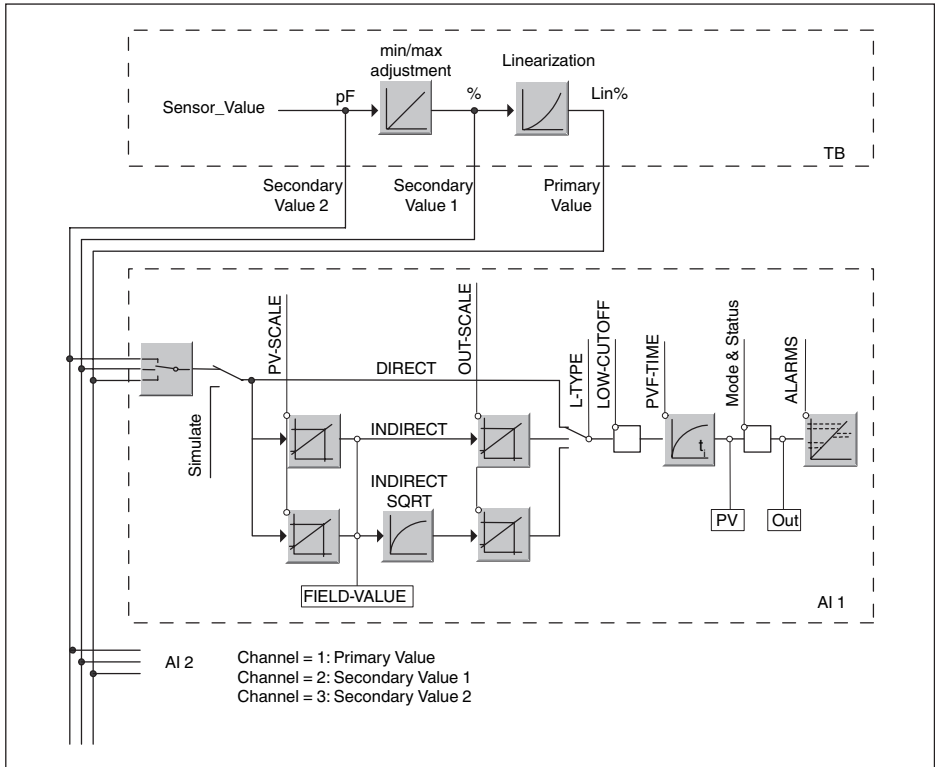 min/max
adjustment
Linearization
Sensor_Value
pF
%
Lin%
TB
Secondary
Value 2
Secondary
Value 1
Primary
Value
PV-SCALE
OUT-SCALE
L-TYPE
LOW-CUTOFF
PVF-TIME
Mode & Status
ALARMS
DIRECT
Simulate
INDIRECT
ti
INDIRECT
SQRT
PV
Out
FIELD-VALUE
AI 1
AI 2
Channel = 1: Primary Value
Channel = 2: Secondary Value 1
Channel = 3: Secondary Value 2